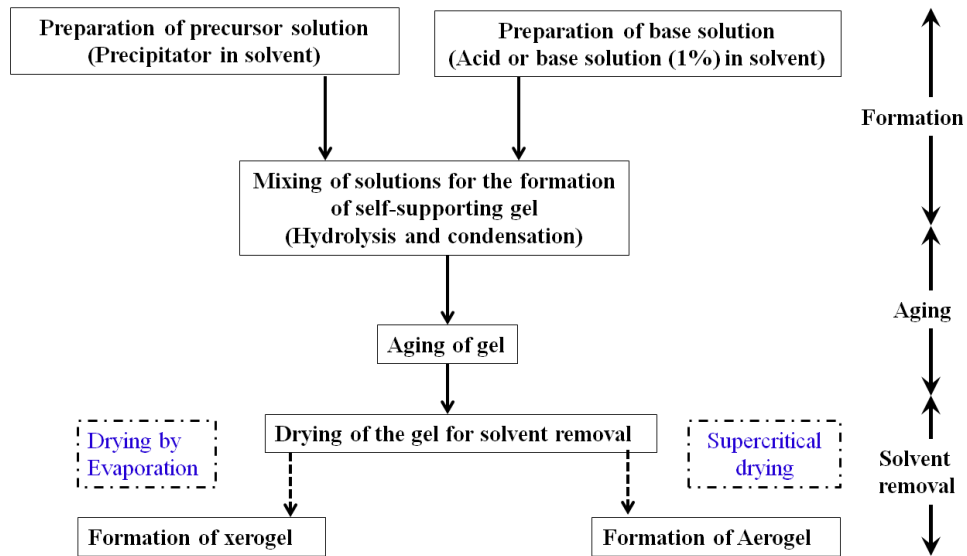 Preparation of precursor solution
(Precipitator in solvent)
Preparation of base solution
(Acid or base solution (1%) in solvent)
Formation
Mixing of solutions for the formation
of self-supporting gel
(Hydrolysis and condensation)
Aging
Aging of gel
Drying by
Evaporation
Drying of the gel for solvent removal
Supercritical
drying
Solvent
removal
Formation of xerogel
Formation of Aerogel